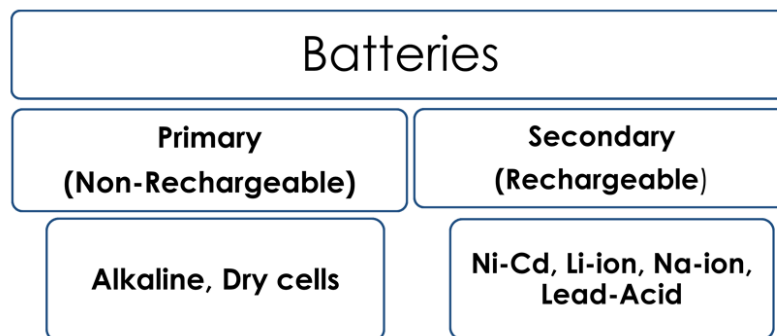 Batteries
Primary
(Non-Rechargeable)
Secondary
(Rechargeable)
Alkaline, Dry cells
Ni-Cd, Li-ion, Na-ion,
Lead-Acid